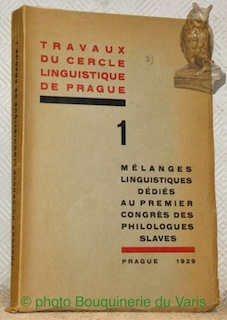 TRAVAUX
DU CERCLE
LINGUISTIQUE
DE PRAGUE
1
MÉLANGES
LINGUISTIQUES
DÉDIÉS
AU PREMIER
CONGRÈS DES
PHILOLOGUES
SLAVES
PRAGUE 1929
© photo Bouquinerie du Varis